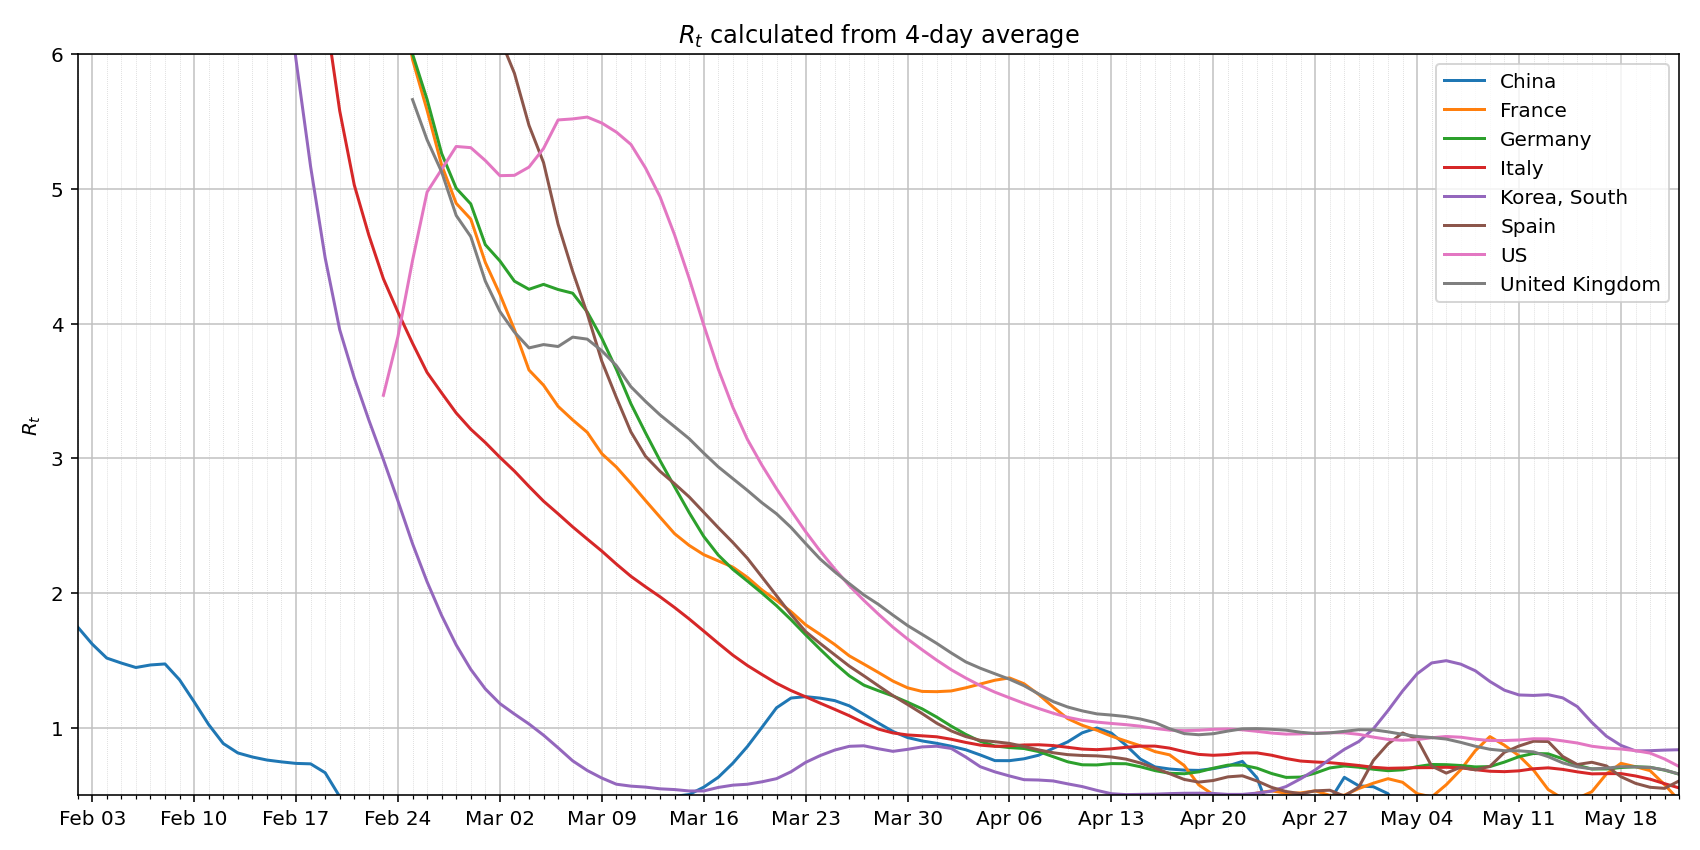 R_t calculated from 4-day average
6
5
4
3
2
1
R_t
China
France
Germany
Italy
Korea, South
Spain
US
United Kingdom
Feb 03 Feb 10 Feb 17 Feb 24 Mar 02 Mar 09 Mar 16 Mar 23 Mar 30 Apr 06 Apr 13 Apr 20 Apr 27 May 04 May 11 May 18